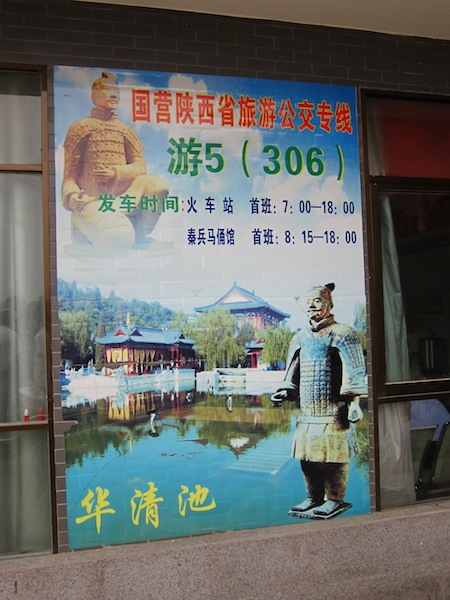 国营陕西省旅游公交专线
游5(306)
发车时间:火车站 首班:7:00—18:00
秦兵马俑馆 首班:8:15—18:00
华清池